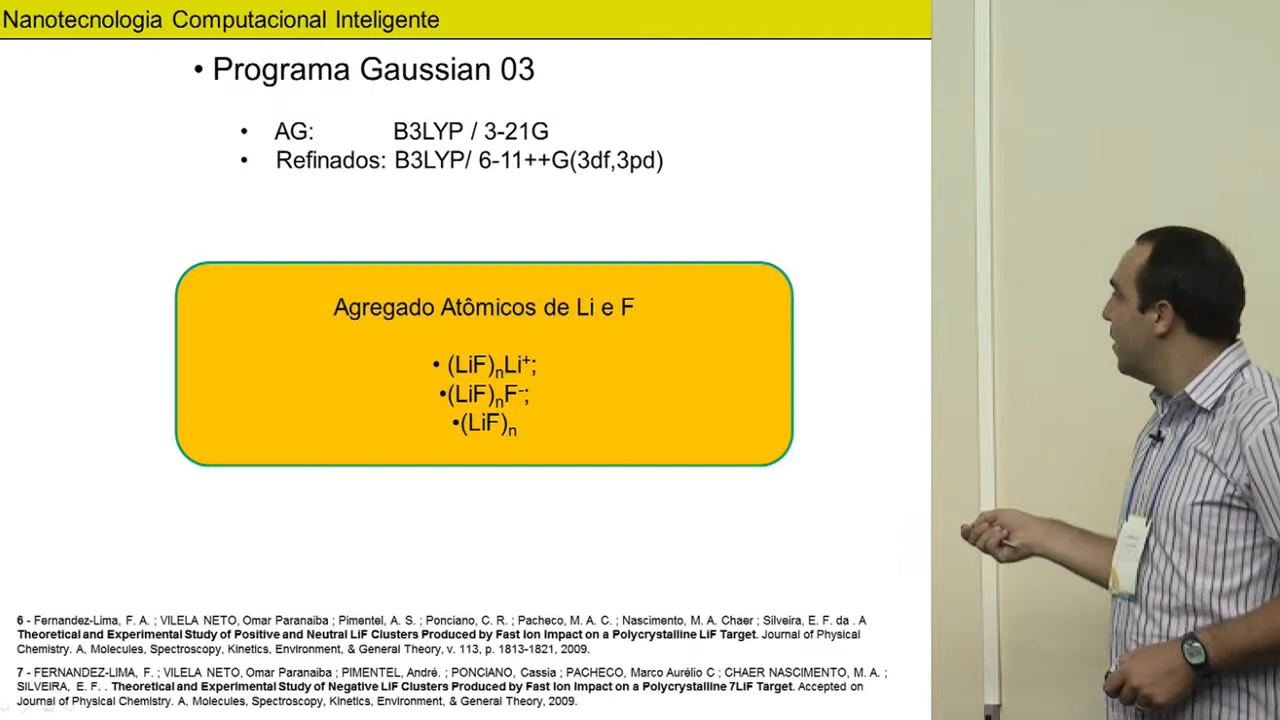 Nanotecnologia Computacional Inteligente
• Programa Gaussian 03
• AG: B3LYP / 3-21G
• Refinados: B3LYP/ 6-11++G(3df,3pd)
Agregado Atômicos de Li e F
• (LiF)nLi+;
•(LiF)nF-;
•(LiF)n
6 - Fernandez-Lima, F. A. ; VILELA NETO, Omar Paranaiba ; Pimentel, A. S. ; Ponciano, C. R. ; Pacheco, M. A. C. ; Nascimento, M. A. Chaer ; Silveira, E. F. da . A
Theoretical and Experimental Study of Positive and Neutral LiF Clusters Produced by Fast Ion Impact on a Polycrystalline LiF Target. Journal of Physical
Chemistry. A, Molecules, Spectroscopy, Kinetics, Environment, & General Theory, v. 113, p. 1813-1821, 2009.
7 - FERNANDEZ-LIMA, F. ; VILELA NETO, Omar Paranaiba ; PIMENTEL, André. ; PONCIANO, Cassia ; PACHECO, Marco Aurélio C ; CHAER NASCIMENTO, M. A. ;
SILVEIRA, E. F. . Theoretical and Experimental Study of Negative LiF Clusters Produced by Fast Ion Impact on a Polycrystalline 7LiF Target. Accepted on
Journal of Physical Chemistry. A, Molecules, Spectroscopy, Kinetics, Environment, & General Theory, 2009.